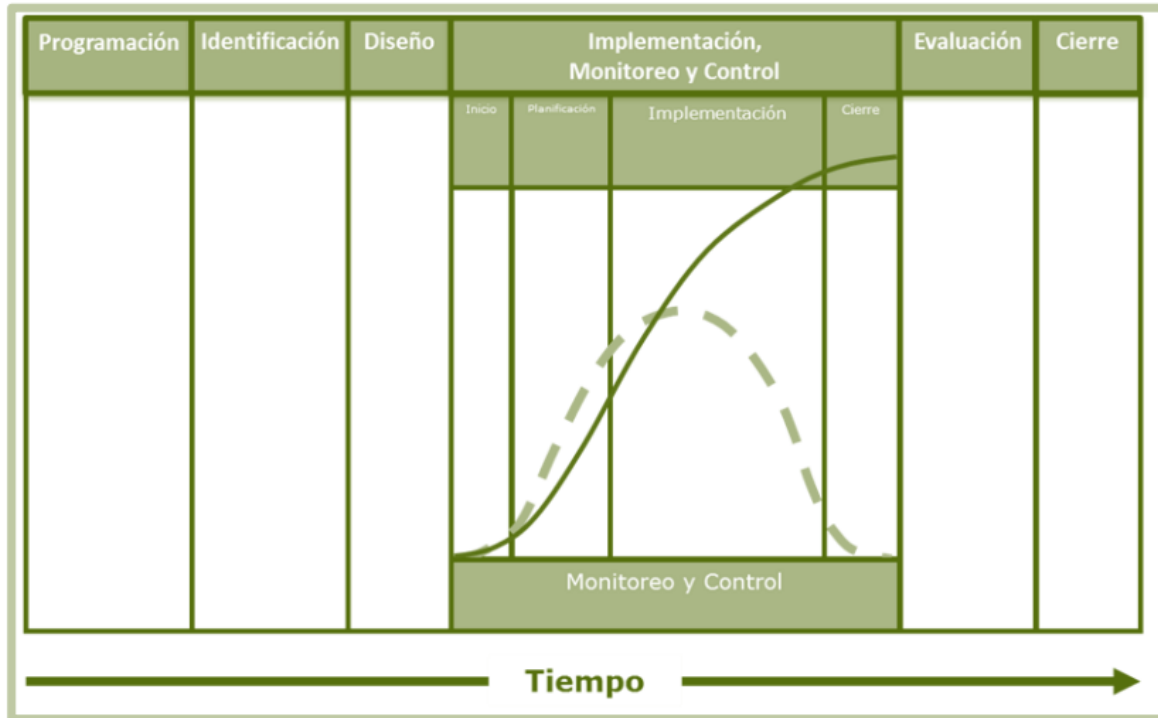 Programación
Identificación
Diseño
Implementación,
Monitoreo y Control
Evaluación
Cierre
Inicio
Planificación
Implementación
Cierre
Monitoreo y Control
Tiempo